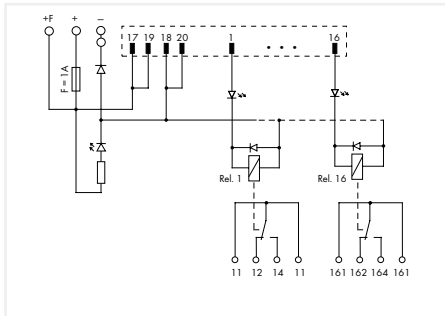 +F + –
17 19 18 20 1 • • • 16
F = 1A
Rel. 1 Rel. 16
11 12 14 11 161 162 164 161